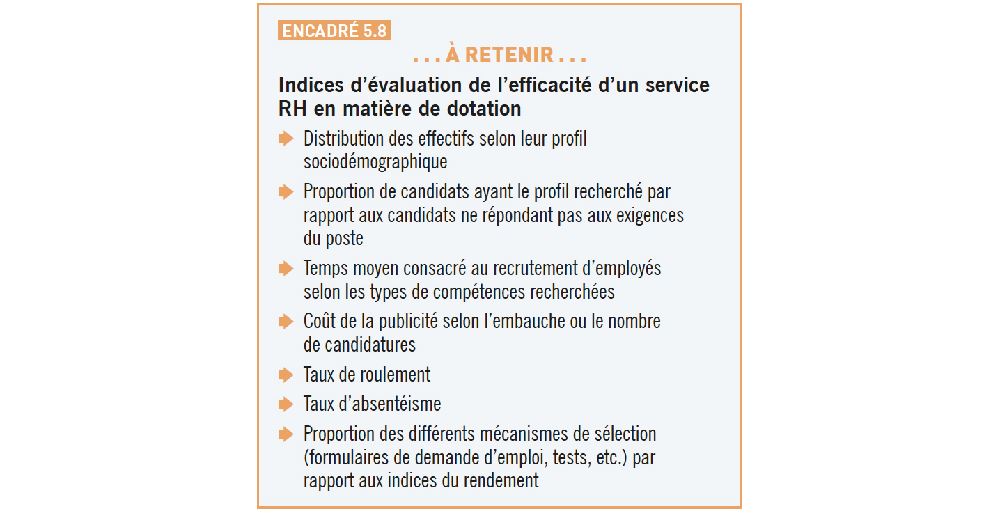 ENCADRÉ 5.8
. . . À RETENIR . . .
Indices d’évaluation de l’efficacité d’un service
RH en matière de dotation
Distribution des effectifs selon leur profil
sociodémographique
Proportion de candidats ayant le profil recherché par
rapport aux candidats ne répondant pas aux exigences
du poste
Temps moyen consacré au recrutement d’employés
selon les types de compétences recherchées
Coût de la publicité selon l’embauche ou le nombre
de candidatures
Taux de roulement
Taux d’absentéisme
Proportion des différents mécanismes de sélection
(formulaires de demande d’emploi, tests, etc.) par
rapport aux indices du rendement